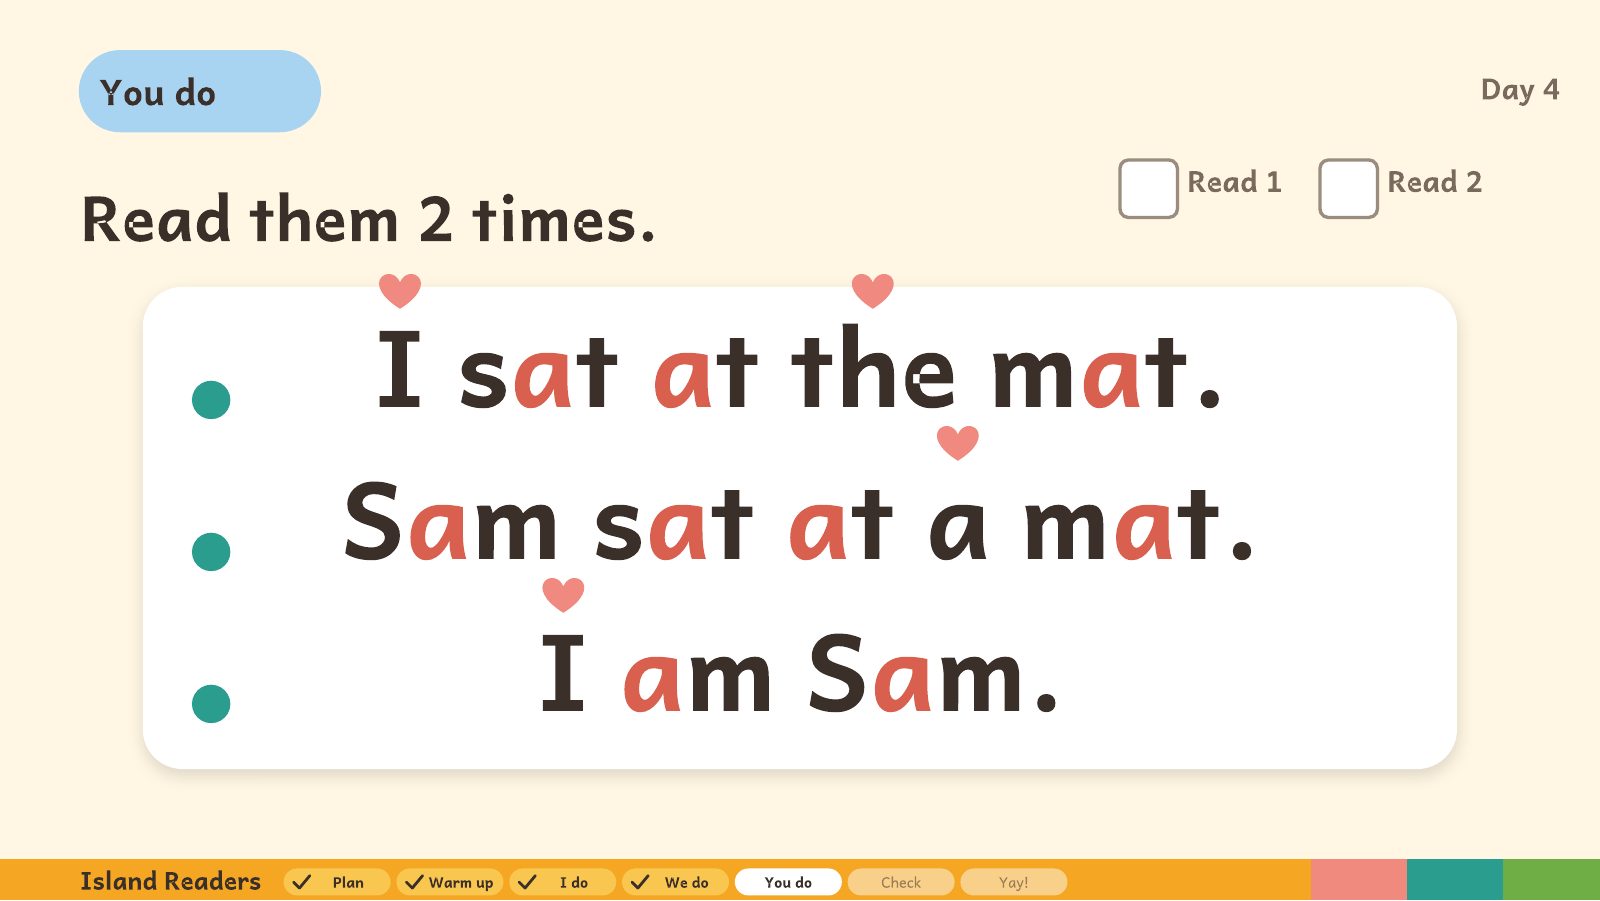 You do
Day 4
Read 1
Read 2
Read them 2 times.
I sat at the mat.
Sam sat at a mat.
I am Sam.
Island Readers
Plan
Warm up
I do
We do
You do
Check
Yay!